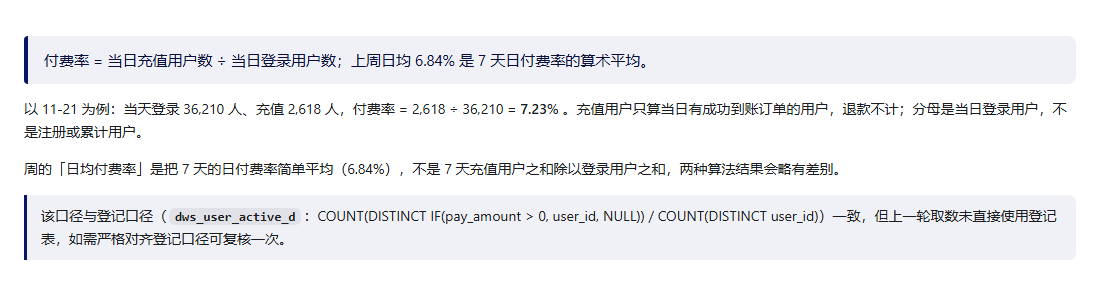 付费率 = 当日充值用户数 ÷ 当日登录用户数；上周日均 6.84% 是 7 天日付费率的算术平均。
以 11-21 为例：当天登录 36,210 人、充值 2,618 人，付费率 = 2,618 ÷ 36,210 = 7.23% 。充值用户只算当日有成功到账订单的用户，退款不计；分母是当日登录用户，不
是注册或累计用户。
周的「日均付费率」是把 7 天的日付费率简单平均（6.84%），不是 7 天充值用户之和除以登录用户之和，两种算法结果会略有差别。
该口径与登记口径（ dws_user_active_d ：COUNT(DISTINCT IF(pay_amount > 0, user_id, NULL)) / COUNT(DISTINCT user_id)）一致，但上一轮取数未直接使用登记
表，如需严格对齐登记口径可复核一次。